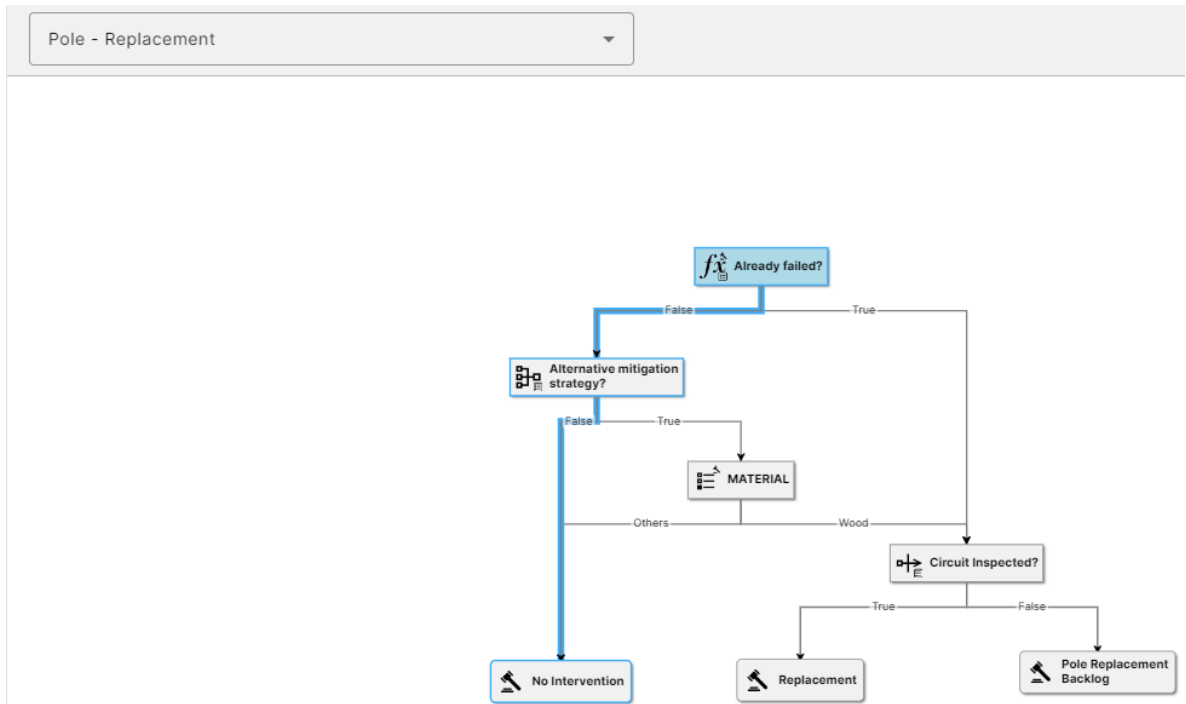 Pole - Replacement
fx Already failed?
False
True
Alternative mitigation
strategy?
False
True
MATERIAL
Others
Wood
Circuit Inspected?
True
False
No Intervention
Replacement
Pole Replacement
Backlog